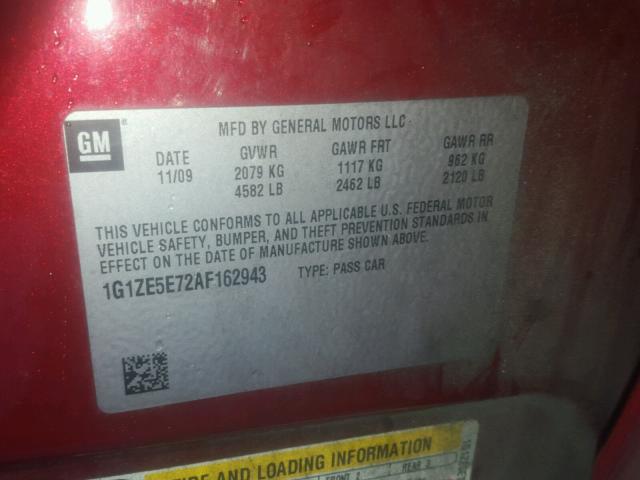 GM
MFD BY GENERAL MOTORS LLC
DATE GVWR GAWR FRT GAWR RR
11/09 2079 KG 1117 KG 962 KG
4582 LB 2462 LB 2120 LB
THIS VEHICLE CONFORMS TO ALL APPLICABLE U.S. FEDERAL MOTOR
VEHICLE SAFETY, BUMPER, AND THEFT PREVENTION STANDARDS IN
EFFECT ON THE DATE OF MANUFACTURE SHOWN ABOVE.
1G1ZE5E72AF162943 TYPE: PASS CAR
AND LOADING INFORMATION